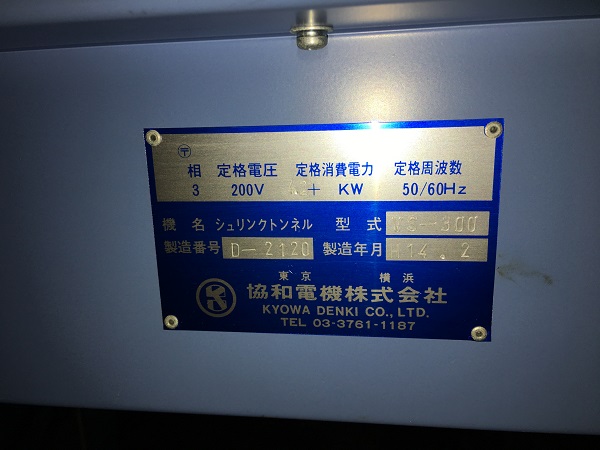 〒
相 定格電圧 定格消費電力 定格周波数
3 200V + KW 50/60Hz
機名 シュリンクトンネル 型式 -300
製造番号 D-2120 製造年月 H14.2
東京 横浜
協和電機株式会社
KYOWA DENKI CO., LTD.
TEL 03-3761-1187